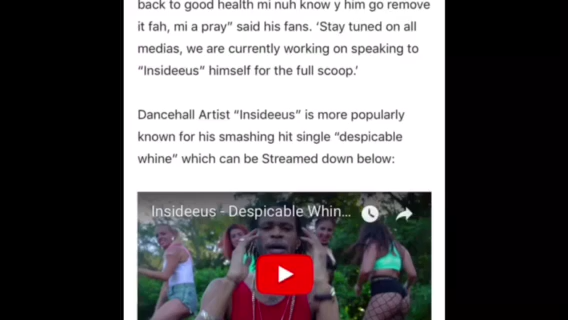 back to good health mi nuh know y him go remove
it fah, mi a pray” said his fans. ‘Stay tuned on all
medias, we are currently working on speaking to
“Insideeus” himself for the full scoop.’
Dancehall Artist “Insideeus” is more popularly
known for his smashing hit single “despicable
whine” which can be Streamed down below:
Insideeus - Despicable Whin...